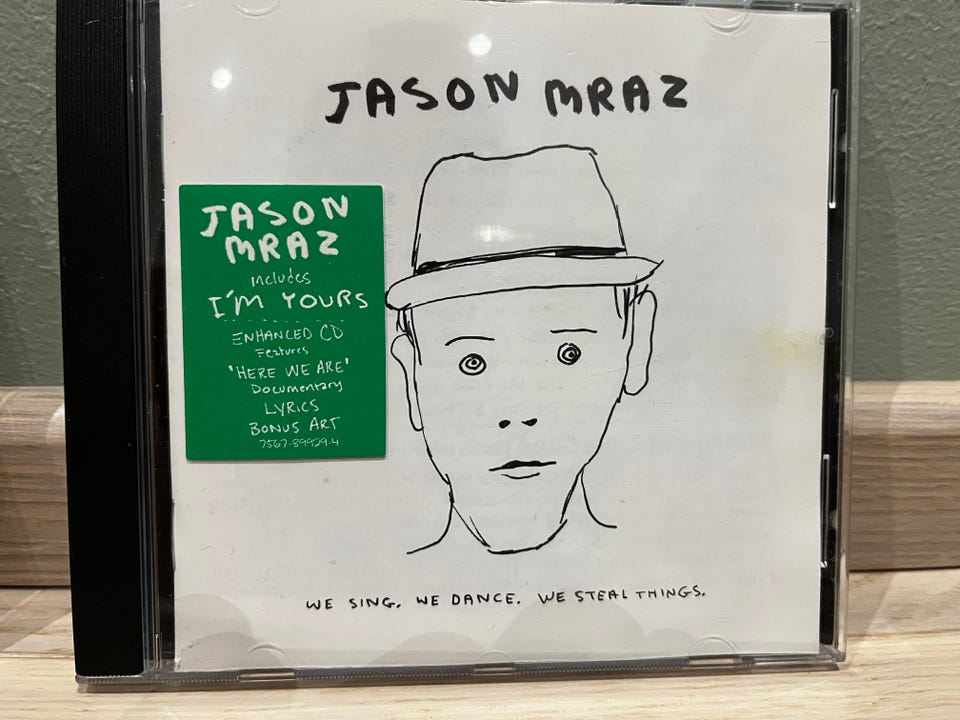 JASON MRAZ
JASON
MRAZ
includes
I'M YOURS
ENHANCED CD
Features
"HERE WE ARE"
Documentary
LYRICS
BONUS ART
7567-89929-4
WE SING. WE DANCE. WE STEAL THINGS.